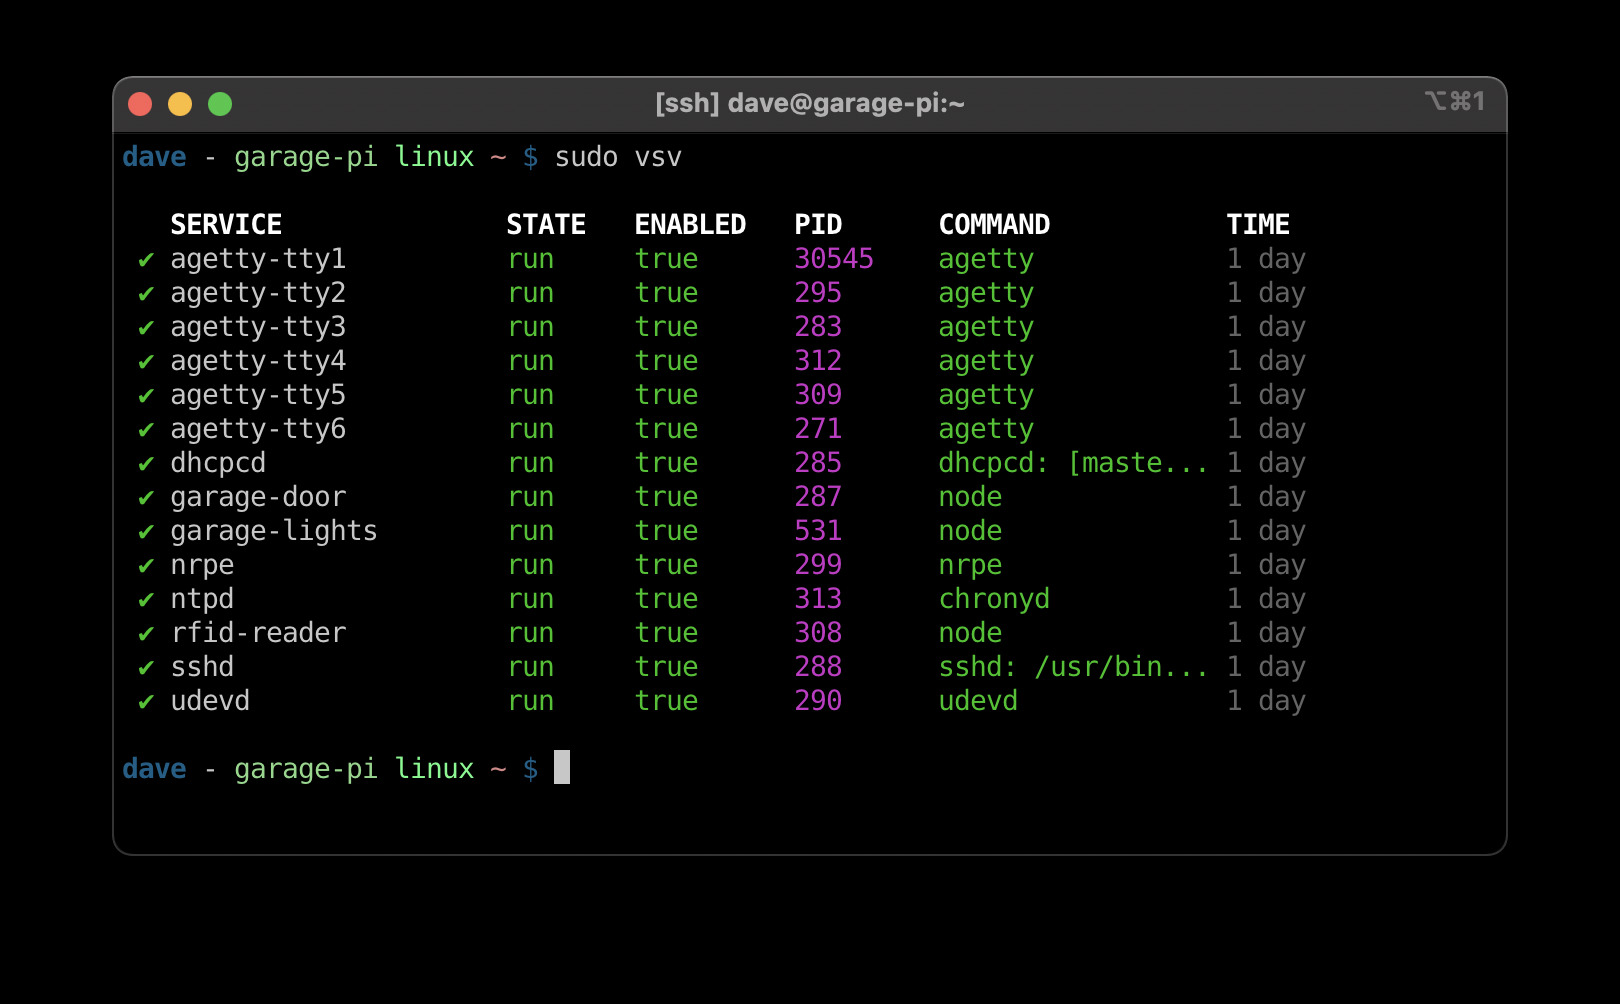 [ssh] dave@garage-pi:~ ⌥⌘1
dave - garage-pi linux ~ $ sudo vsv
SERVICE STATE ENABLED PID COMMAND TIME
✔ agetty-tty1 run true 30545 agetty 1 day
✔ agetty-tty2 run true 295 agetty 1 day
✔ agetty-tty3 run true 283 agetty 1 day
✔ agetty-tty4 run true 312 agetty 1 day
✔ agetty-tty5 run true 309 agetty 1 day
✔ agetty-tty6 run true 271 agetty 1 day
✔ dhcpcd run true 285 dhcpcd: [maste... 1 day
✔ garage-door run true 287 node 1 day
✔ garage-lights run true 531 node 1 day
✔ nrpe run true 299 nrpe 1 day
✔ ntpd run true 313 chronyd 1 day
✔ rfid-reader run true 308 node 1 day
✔ sshd run true 288 sshd: /usr/bin... 1 day
✔ udevd run true 290 udevd 1 day
dave - garage-pi linux ~ $